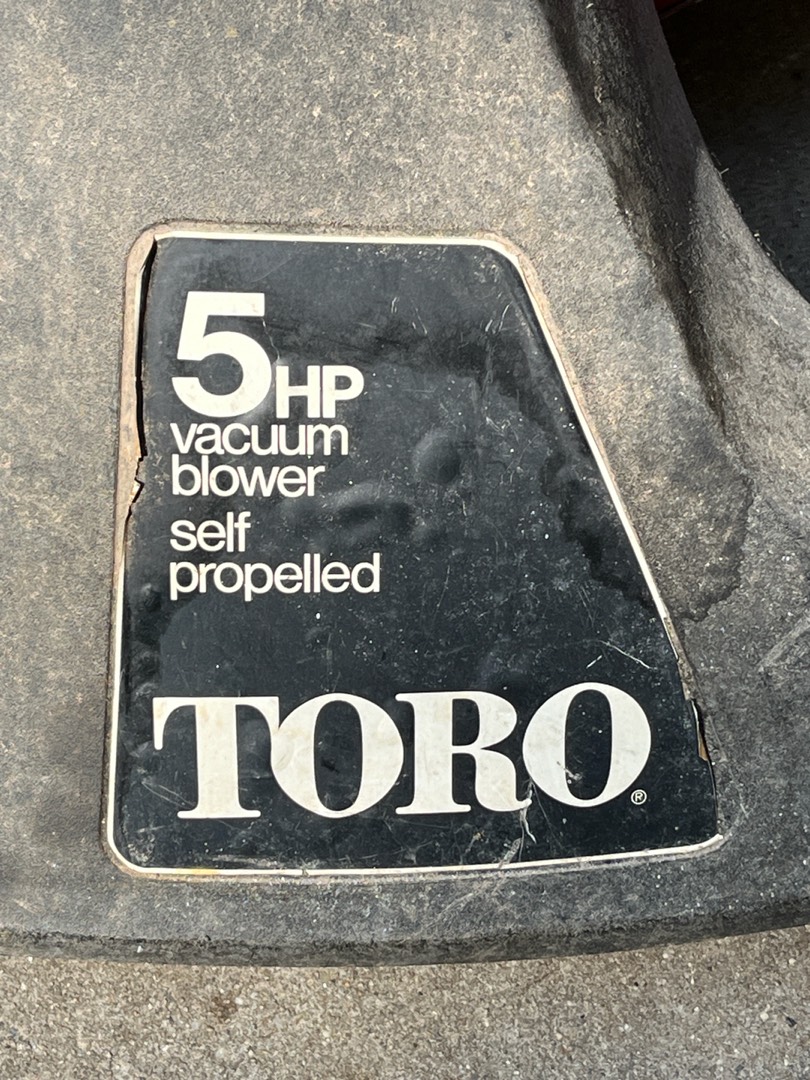 5HP
vacuum
blower
self
propelled
TORO®